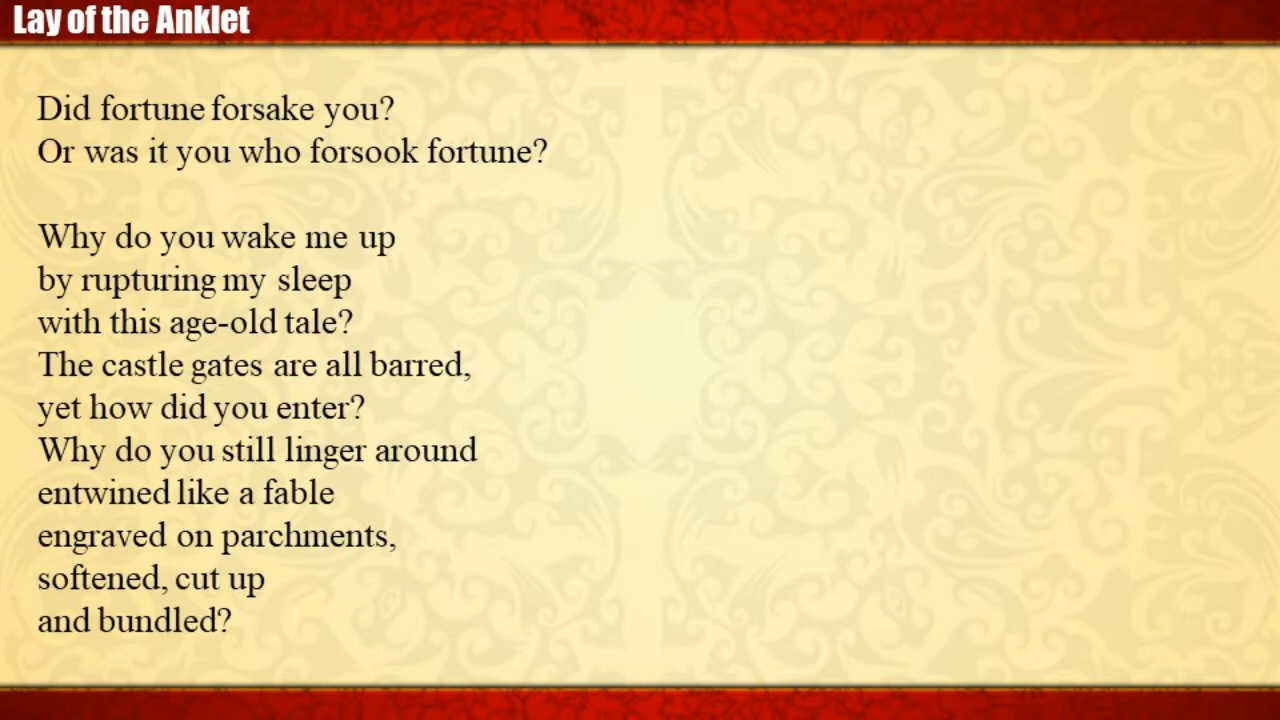 Lay of the Anklet
Did fortune forsake you?
Or was it you who forsook fortune?
Why do you wake me up
by rupturing my sleep
with this age-old tale?
The castle gates are all barred,
yet how did you enter?
Why do you still linger around
entwined like a fable
engraved on parchments,
softened, cut up
and bundled?